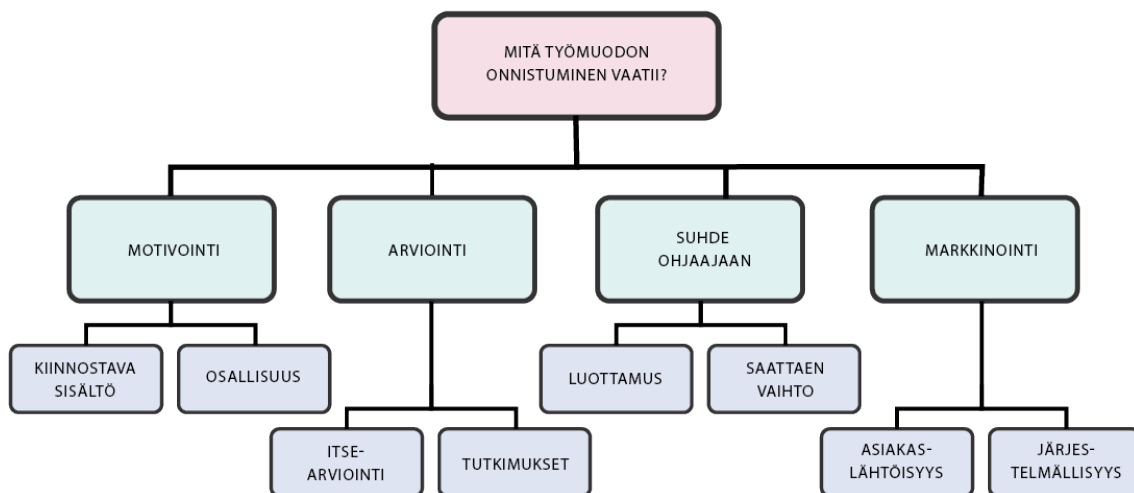 MITÄ TYÖMUODON
ONNISTUMINEN VAATII?
MOTIVOINTI
ARVIOINTI
SUHDE
OHJAAJAAN
MARKKINOINTI
KIINNOSTAVA
SISÄLTÖ
OSALLISUUS
LUOTTAMUS
SAATTAEN
VAIHTO
ITSE-
ARVIOINTI
TUTKIMUKSET
ASIAKAS-
LÄHTÖISYYS
JÄRJES-
TELMÄLLISYYS